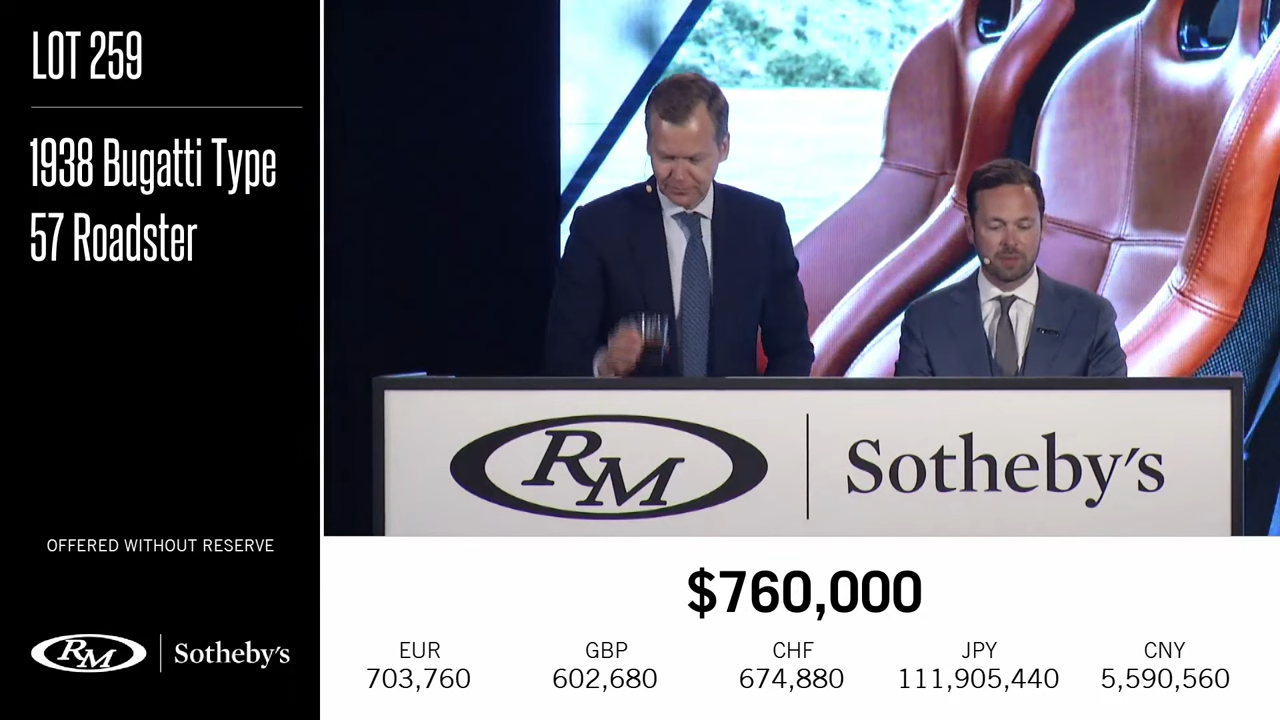 LOT 259
1938 Bugatti Type
57 Roadster
OFFERED WITHOUT RESERVE
RM Sotheby's
RM Sotheby's
$760,000
EUR GBP CHF JPY CNY
703,760 602,680 674,880 111,905,440 5,590,560